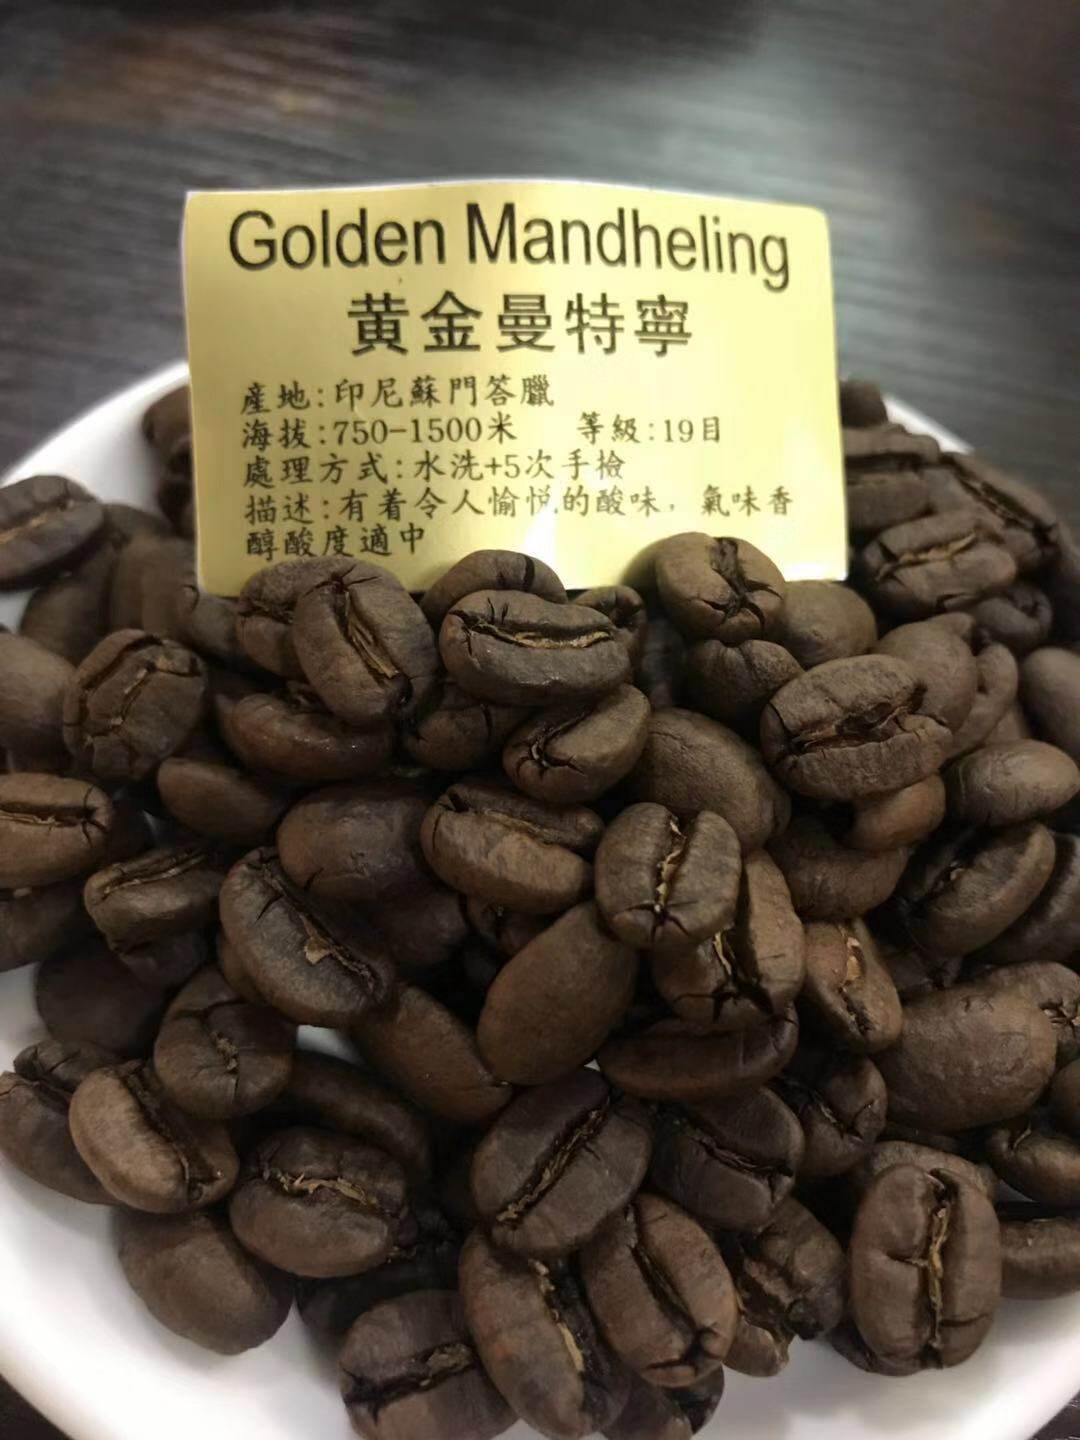 Golden Mandheling
黄金曼特寧
產地:印尼蘇門答臘
海拔:750-1500米 等級:19目
處理方式:水洗+5次手檢
描述:有着令人愉悦的酸味，氣味香
醇酸度適中